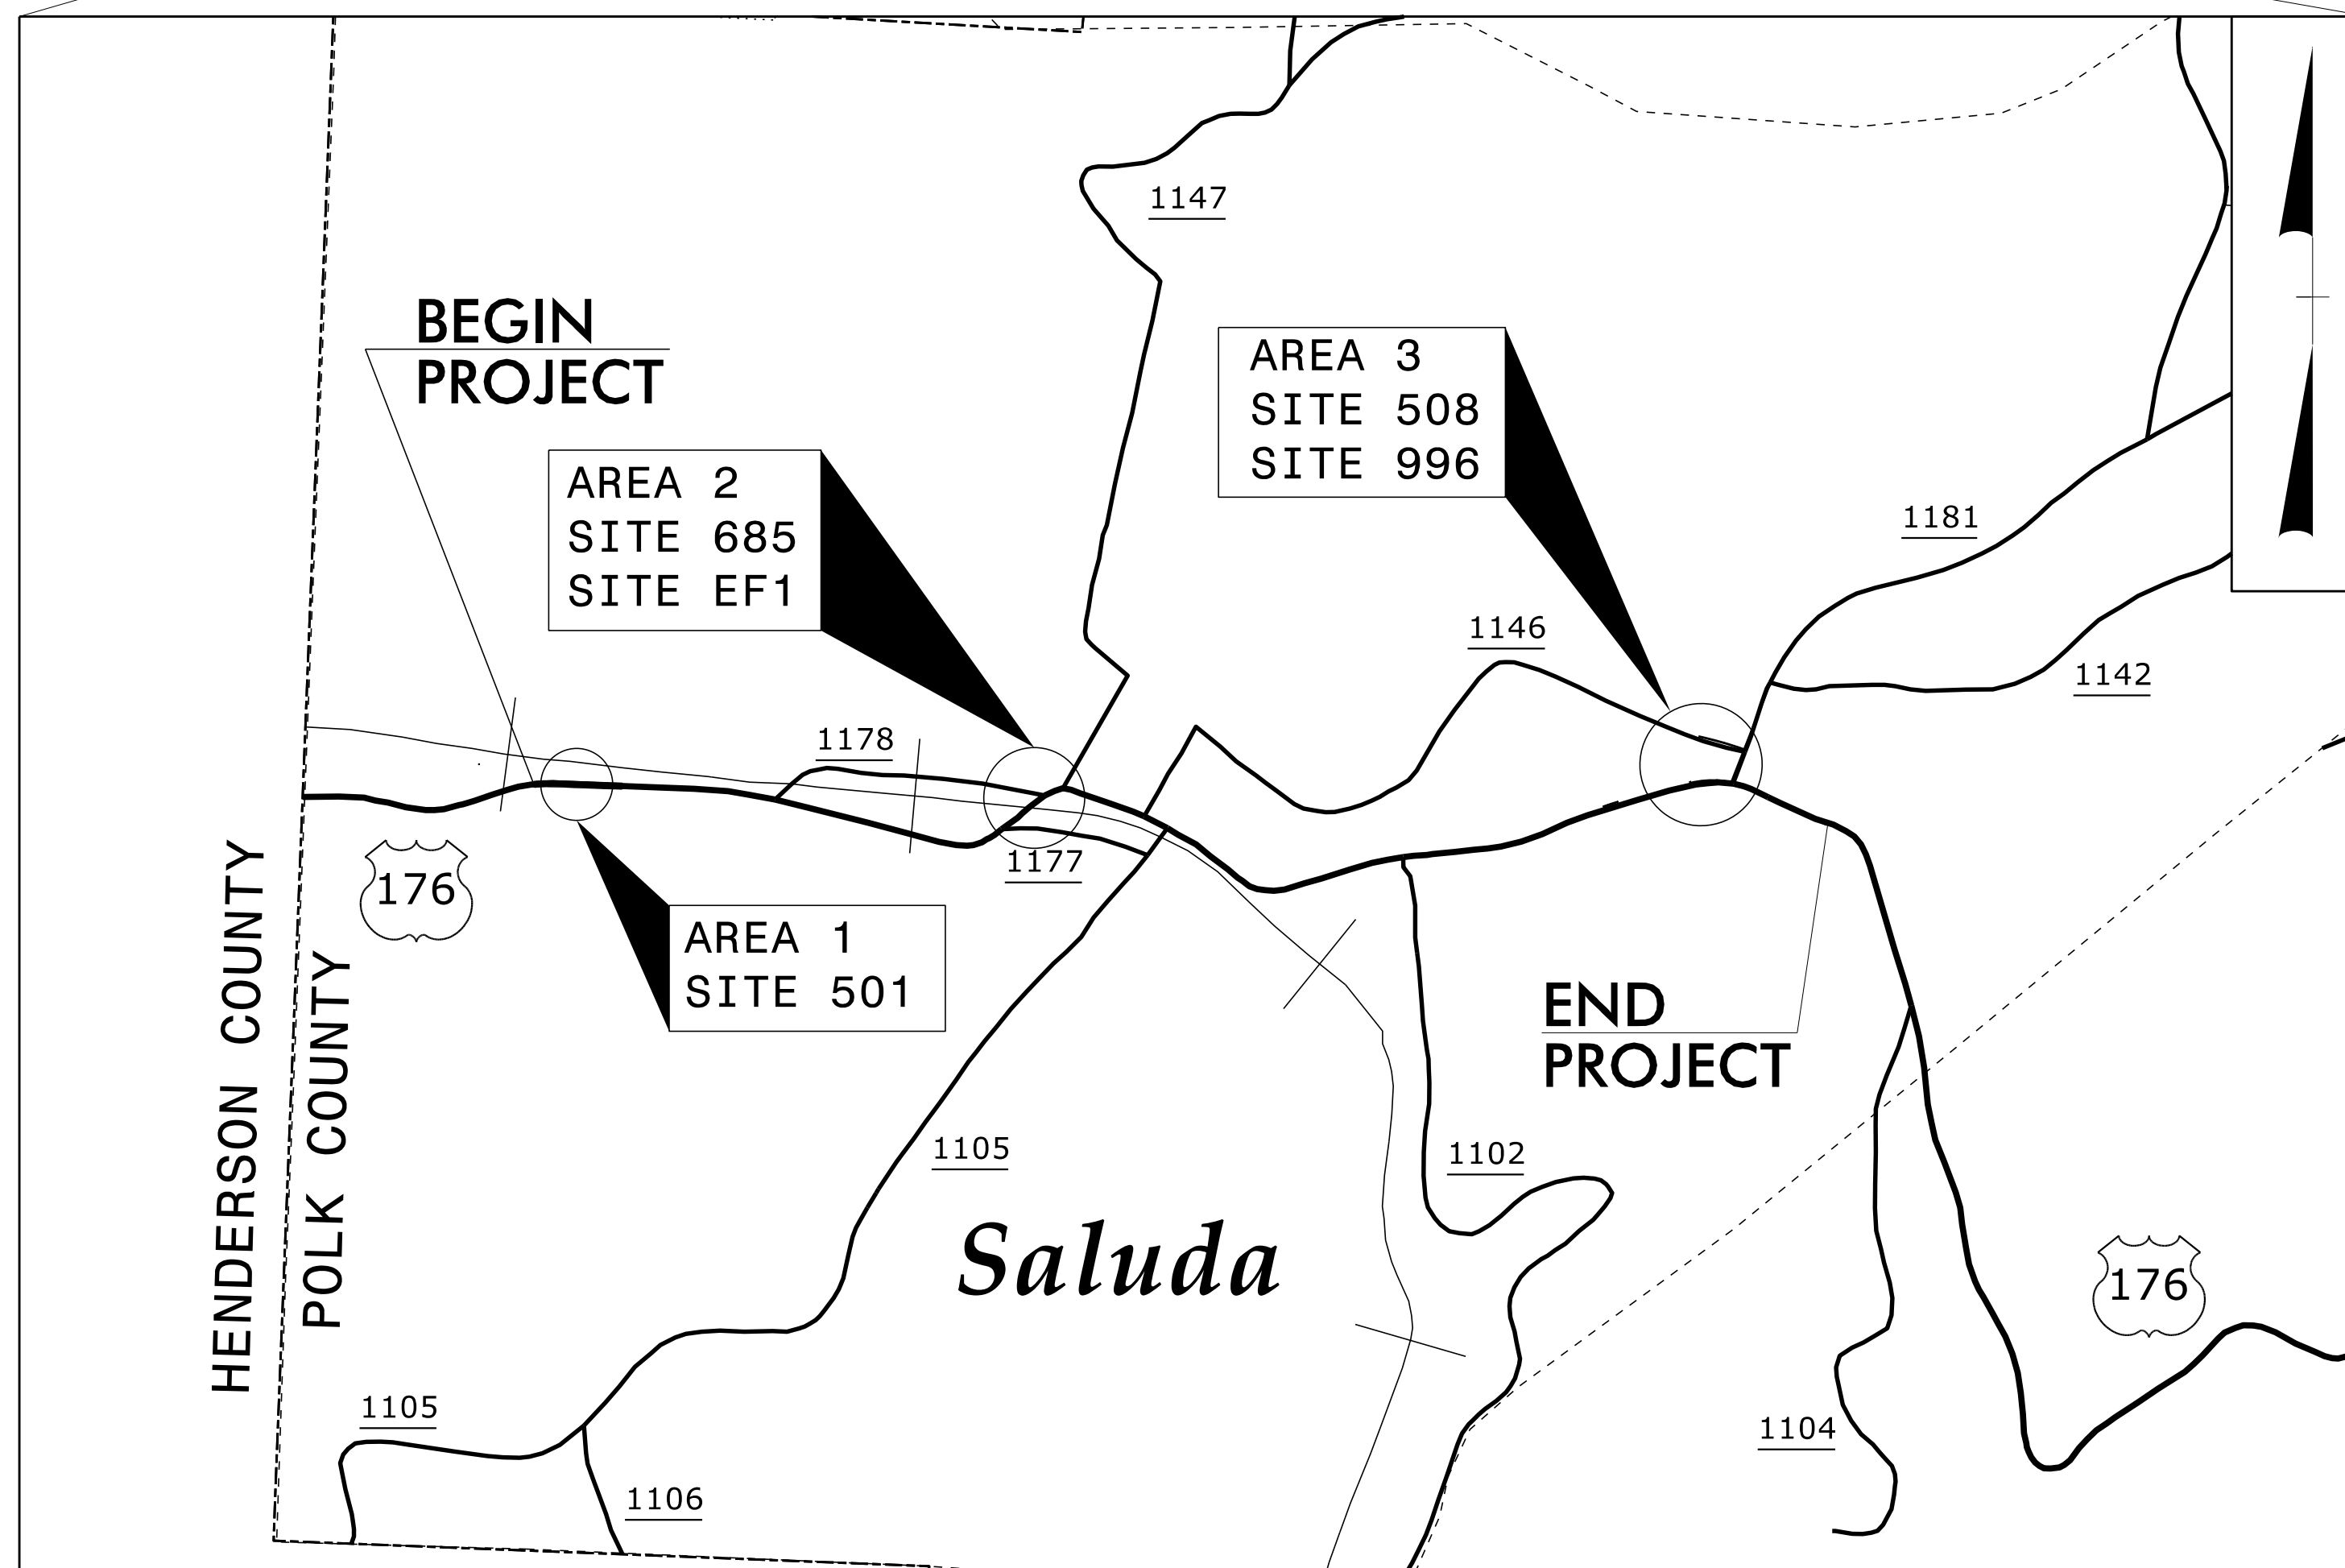 1147
BEGIN
PROJECT
AREA 3
SITE 508
SITE 996
AREA 2
SITE 685
SITE EF1
1181
1146
1142
1178
1177
176
AREA 1
SITE 501
HENDERSON COUNTY
POLK COUNTY
END
PROJECT
1105
1102
Saluda
176
1105
1104
1106